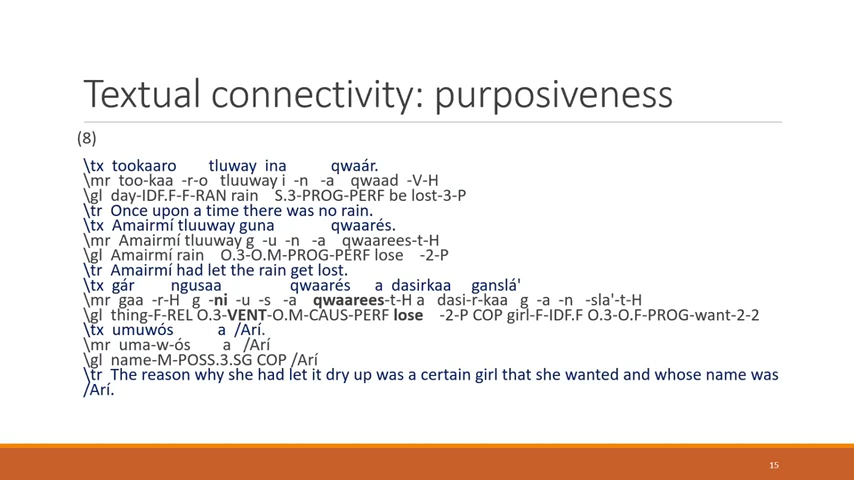 Textual connectivity: purposiveness
(8)
\tx tookaaro tluway ina qwaár.
\mr too-kaa -r-o tluuway i -n -a qwaad -V-H
\gl day-IDF.F-F-RAN rain S.3-PROG-PERF be lost-3-P
\tr Once upon a time there was no rain.
\tx Amairmí tluuway guna qwaarés.
\mr Amairmí tluuway g -u -n -a qwaarees-t-H
\gl Amairmí rain O.3-O.M-PROG-PERF lose -2-P
\tr Amairmí had let the rain get lost.
\tx gár ngusaa qwaarés a dasirkaa ganslá'
\mr gaa -r-H g -ni -u -s -a qwaarees-t-H a dasi-r-kaa g -a -n -sla'-t-H
\gl thing-F-REL O.3-VENT-O.M-CAUS-PERF lose -2-P COP girl-F-IDF.F O.3-O.F-PROG-want-2-2
\tx umuwós a /Arí.
\mr uma-w-ós a /Arí
\gl name-M-POSS.3.SG COP /Arí
\tr The reason why she had let it dry up was a certain girl that she wanted and whose name was
/Arí.
15